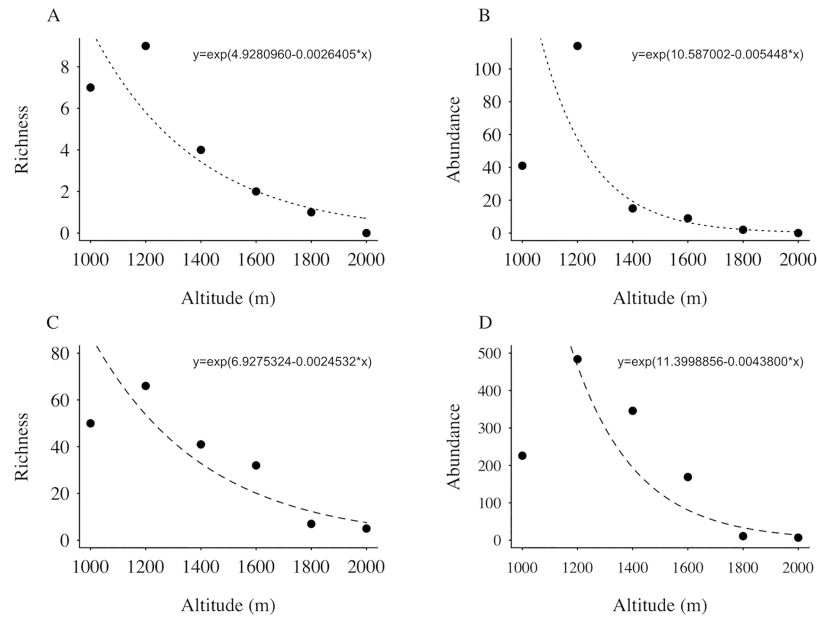 A
y=exp(4.9280960-0.0026405*x)
Richness
8
6
4
2
0
1000 1200 1400 1600 1800 2000
Altitude (m)
B
y=exp(10.587002-0.005448*x)
Abundance
100
80
60
40
20
0
1000 1200 1400 1600 1800 2000
Altitude (m)
C
y=exp(6.9275324-0.0024532*x)
Richness
80
60
40
20
0
1000 1200 1400 1600 1800 2000
Altitude (m)
D
y=exp(11.3998856-0.0043800*x)
Abundance
500
400
300
200
100
0
1000 1200 1400 1600 1800 2000
Altitude (m)